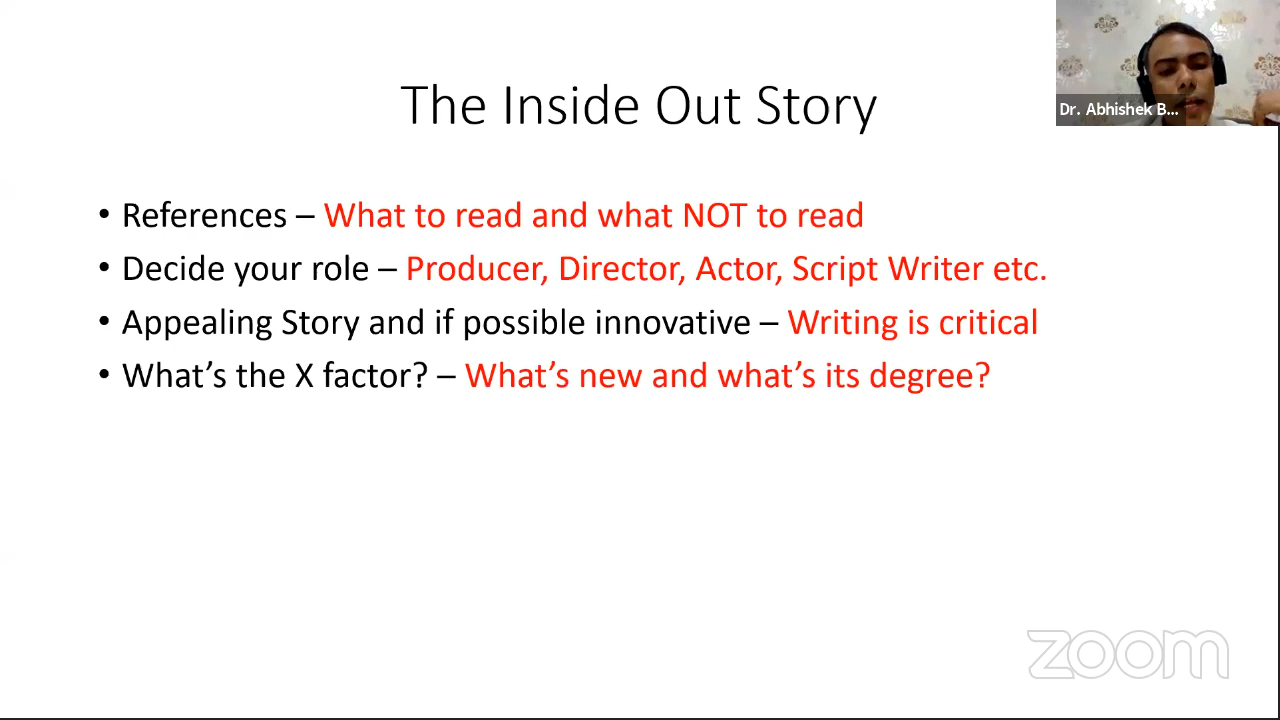 The Inside Out Story
Dr. Abhishek B...
• References – What to read and what NOT to read
• Decide your role – Producer, Director, Actor, Script Writer etc.
• Appealing Story and if possible innovative – Writing is critical
• What’s the X factor? – What’s new and what’s its degree?
zoom